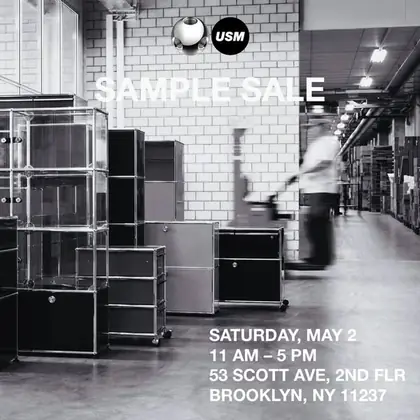 USM
SAMPLE SALE
SATURDAY, MAY 2
11 AM – 5 PM
53 SCOTT AVE, 2ND FLR
BROOKLYN, NY 11237